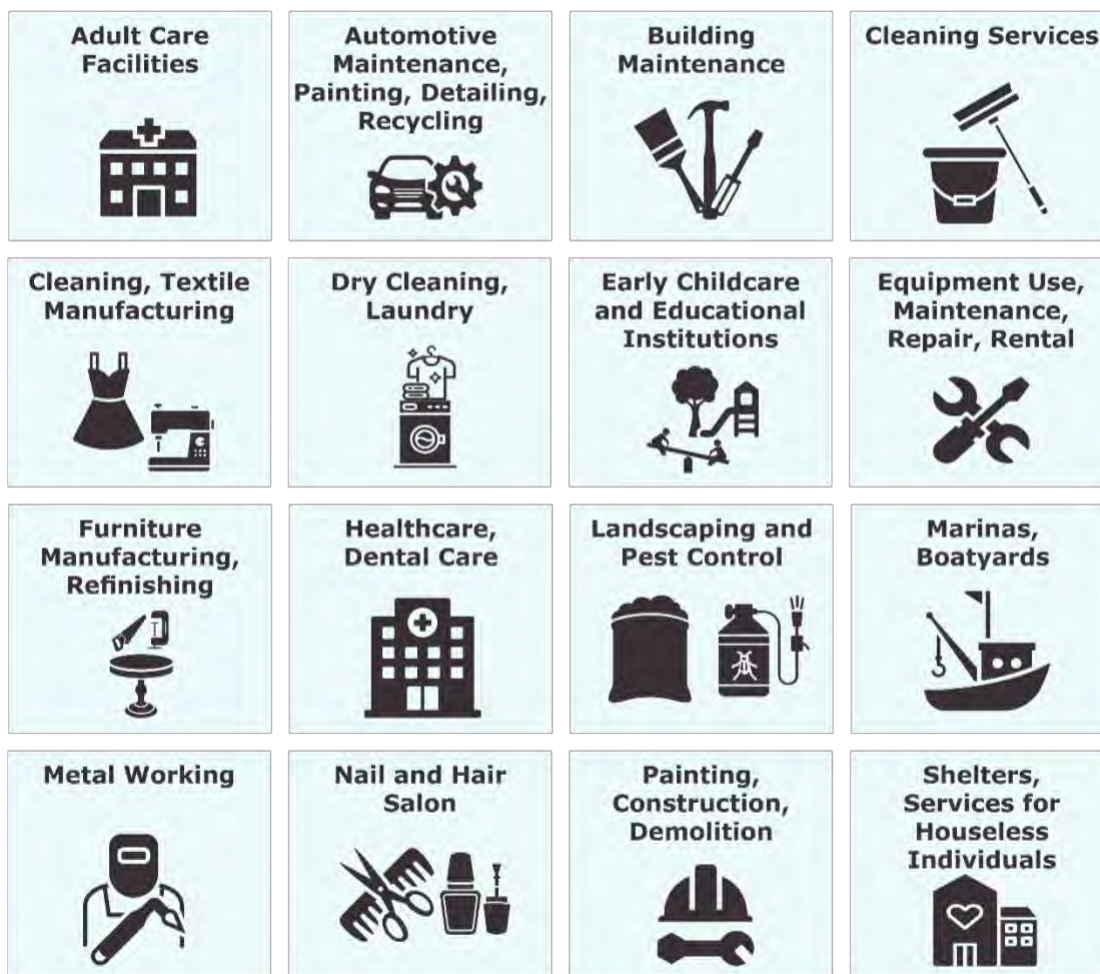 Adult Care
Facilities
Automotive
Maintenance,
Painting, Detailing,
Recycling
Building
Maintenance
Cleaning Services
Cleaning, Textile
Manufacturing
Dry Cleaning,
Laundry
Early Childcare
and Educational
Institutions
Equipment Use,
Maintenance,
Repair, Rental
Furniture
Manufacturing,
Refinishing
Healthcare,
Dental Care
Landscaping and
Pest Control
Marinas,
Boatyards
Metal Working
Nail and Hair
Salon
Painting,
Construction,
Demolition
Shelters,
Services for
Houseless
Individuals